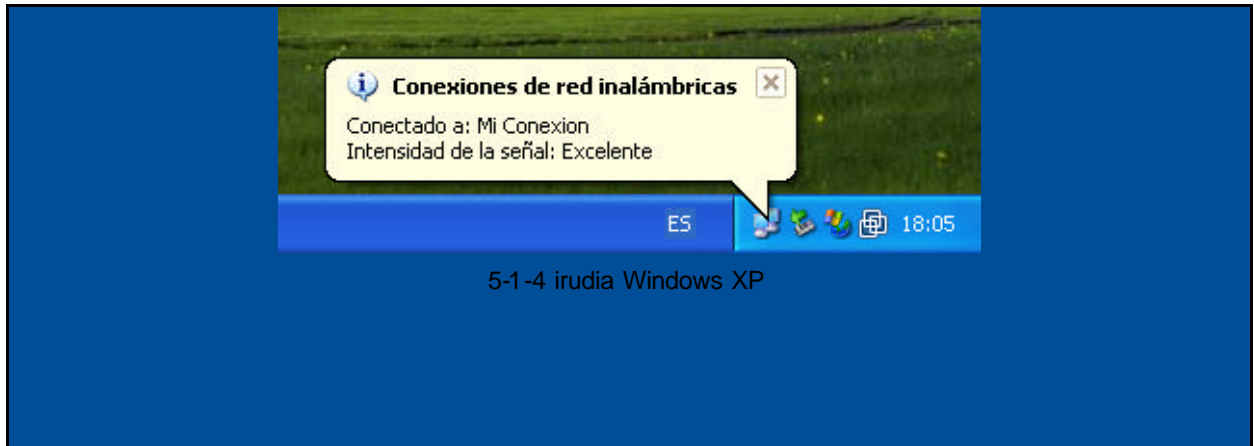 Conexiones de red inalámbricas
Conectado a: Mi Conexion
Intensidad de la señal: Excelente
ES
18:05
5-1-4 irudia Windows XP